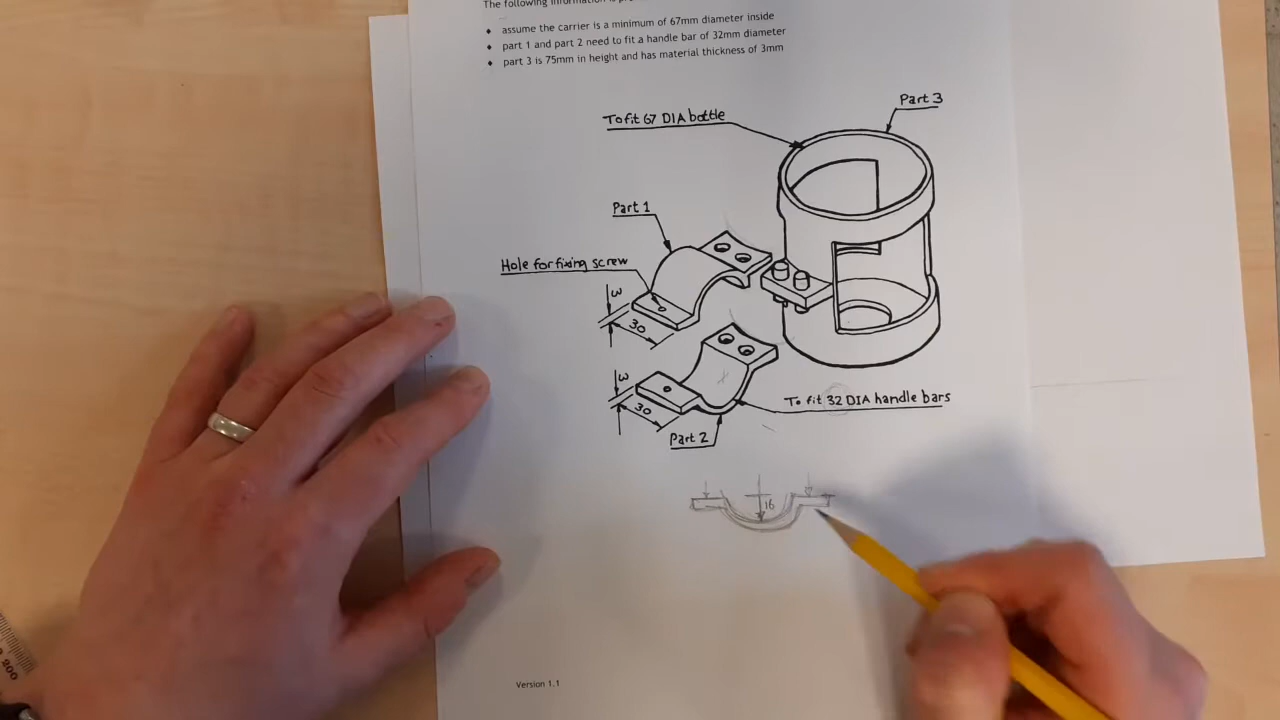 The following information is
assume the carrier is a minimum of 67mm diameter inside
part 1 and part 2 need to fit a handle bar of 32mm diameter
part 3 is 75mm in height and has material thickness of 3mm
Part 3
To fit 67 DIA bottle
Part 1
Hole for fixing screw
3
30
3
30
To fit 32 DIA handle bars
Part 2
16
Version 1.1
200